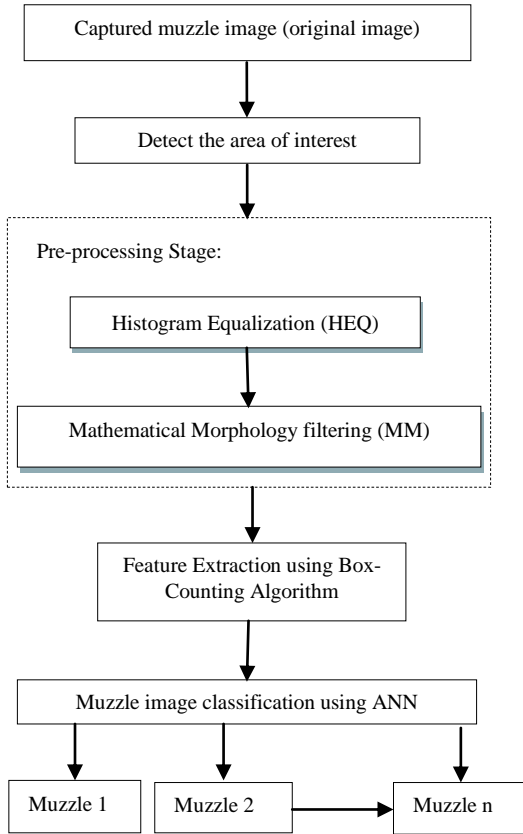 Captured muzzle image (original image)
Detect the area of interest
Pre-processing Stage:
Histogram Equalization (HEQ)
Mathematical Morphology filtering (MM)
Feature Extraction using Box-
Counting Algorithm
Muzzle image classification using ANN
Muzzle 1
Muzzle 2
Muzzle n